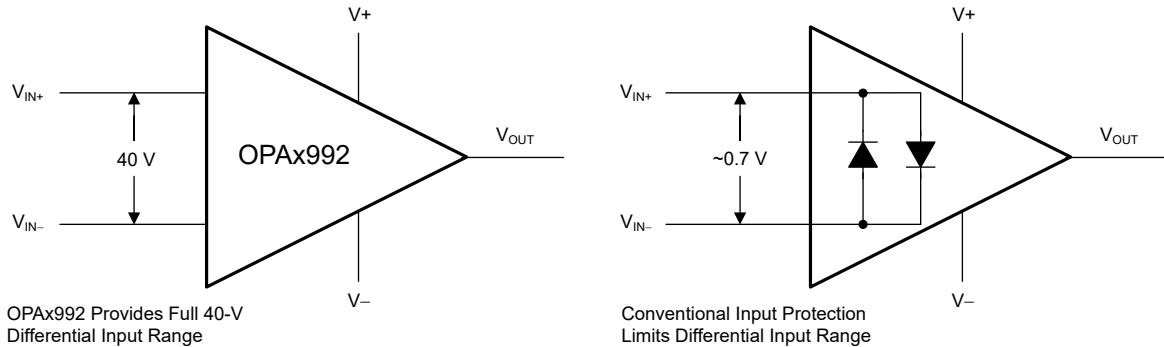 V+
VIN+
40 V
OPAx992
VOUT
VIN–
V–
OPAx992 Provides Full 40-V
Differential Input Range
V+
VIN+
~0.7 V
VOUT
VIN–
V–
Conventional Input Protection
Limits Differential Input Range